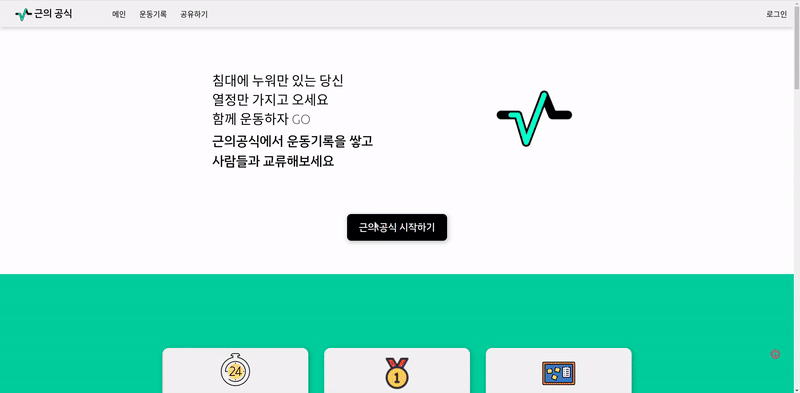 근의 공식
메인 운동기록 공유하기
로그인
침대에 누워만 있는 당신
열정만 가지고 오세요
함께 운동하자 GO
근의공식에서 운동기록을 쌓고
사람들과 교류해보세요
근의공식 시작하기
24
1